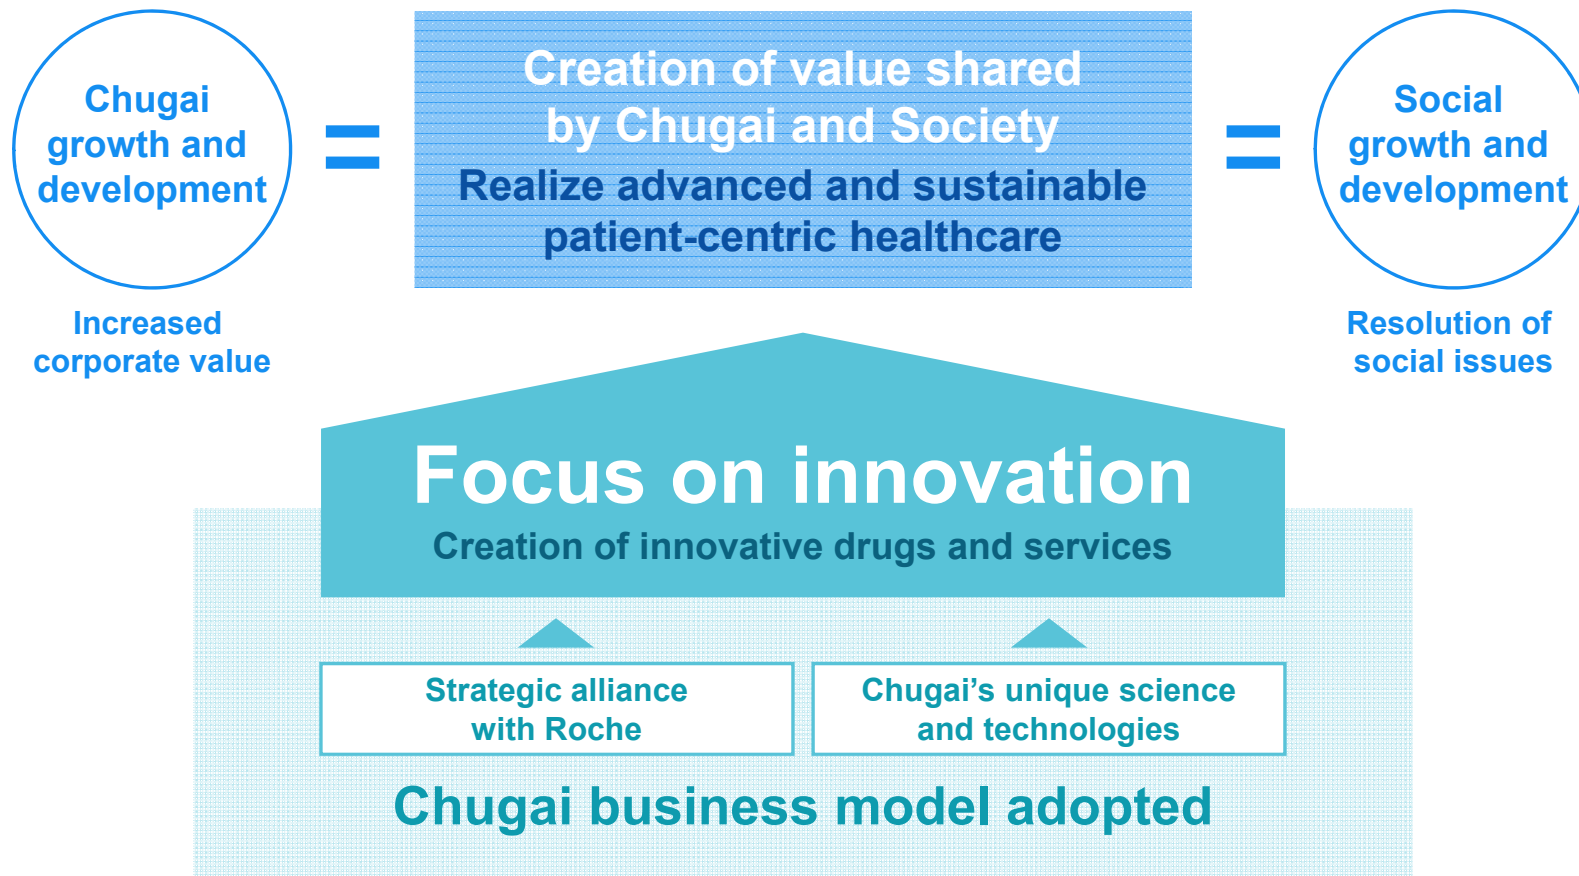 Chugai
growth and
development
=
Creation of value shared
by Chugai and Society
Realize advanced and sustainable
patient-centric healthcare
=
Social
growth and
development
Increased
corporate value
Resolution of
social issues
Focus on innovation
Creation of innovative drugs and services
Strategic alliance
with Roche
Chugai’s unique science
and technologies
Chugai business model adopted